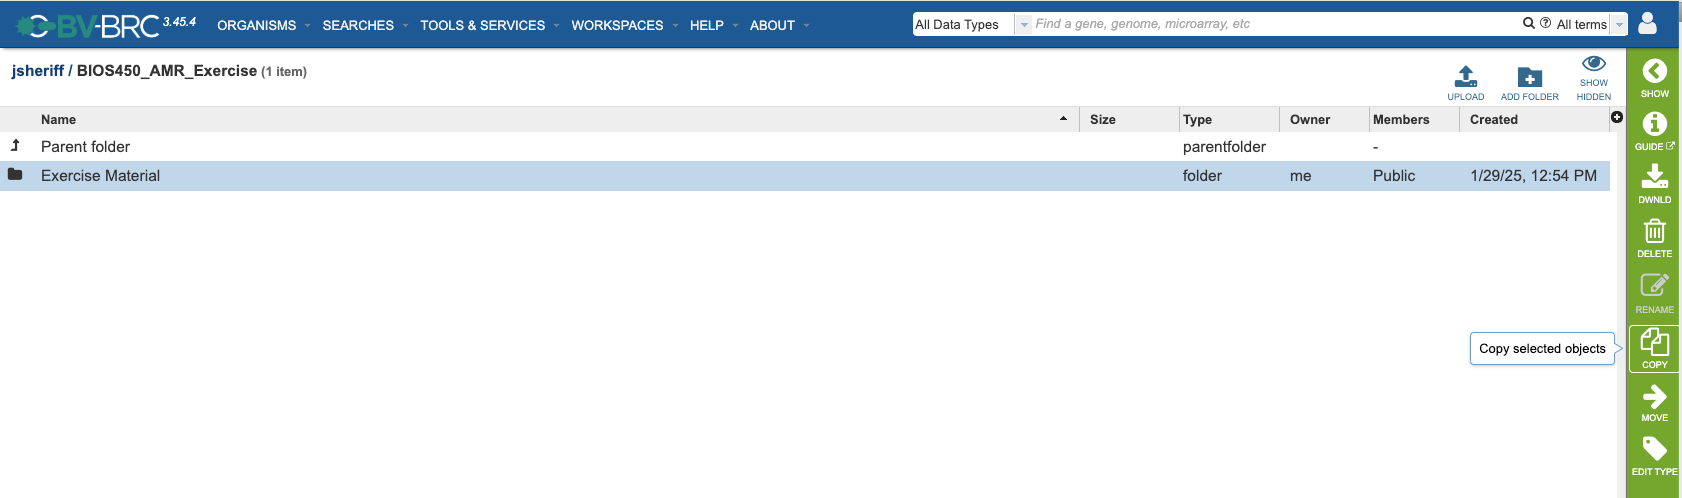 BV-BRC 3.45.4 ORGANISMS SEARCHES TOOLS & SERVICES WORKSPACES HELP ABOUT All Data Types Find a gene, genome, microarray, etc All terms
jsheriff / BIOS450_AMR_Exercise (1 item)
UPLOAD ADD FOLDER SHOW HIDDEN
Name Size Type Owner Members Created
Parent folder parentfolder -
Exercise Material folder me Public 1/29/25, 12:54 PM
SHOW
GUIDE
DWNLD
DELETE
RENAME
Copy selected objects
COPY
MOVE
EDIT TYPE